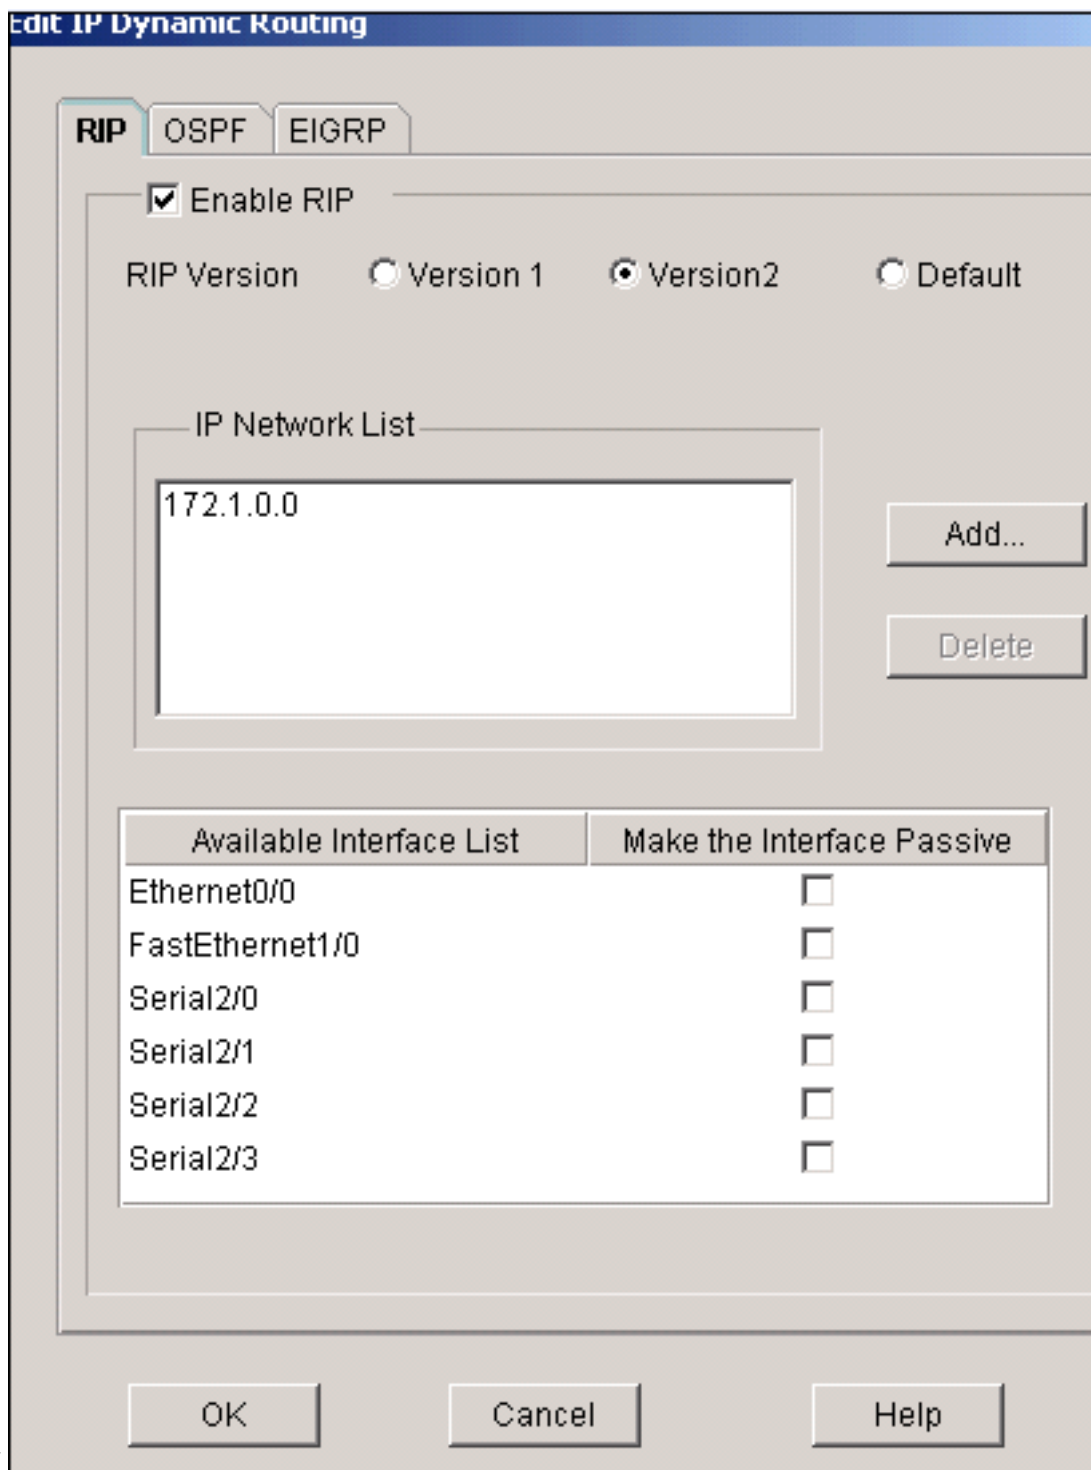 Edit IP Dynamic Routing
RIP OSPF EIGRP
Enable RIP
RIP Version Version 1 Version2 Default
IP Network List
172.1.0.0
Add...
Delete
Available Interface List Make the Interface Passive
Ethernet0/0
FastEthernet1/0
Serial2/0
Serial2/1
Serial2/2
Serial2/3
OK Cancel Help